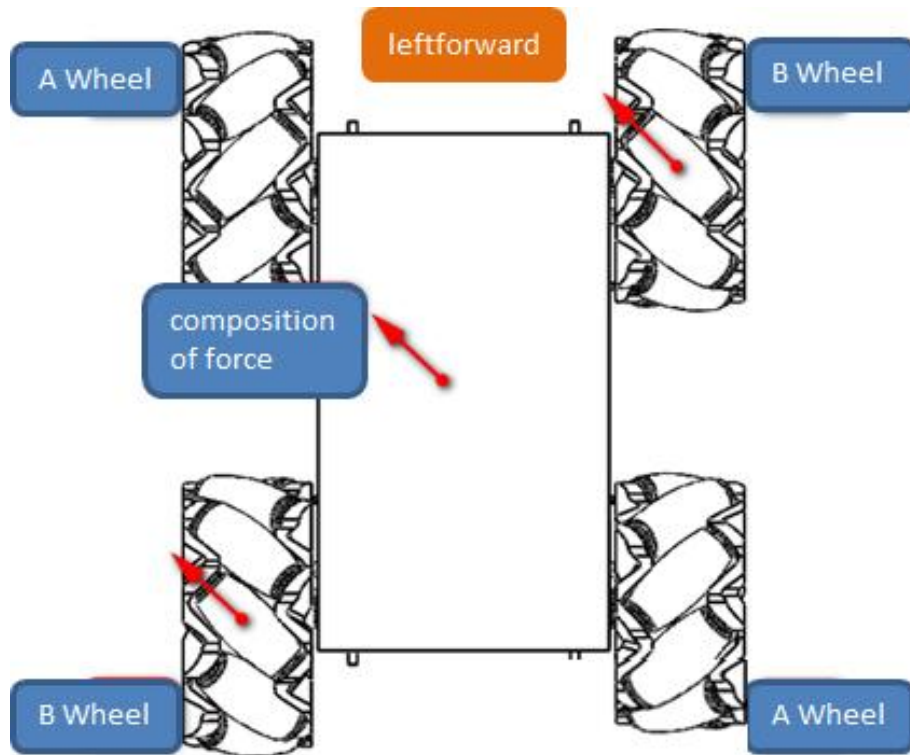 leftforward
A Wheel
B Wheel
composition
of force
B Wheel
A Wheel